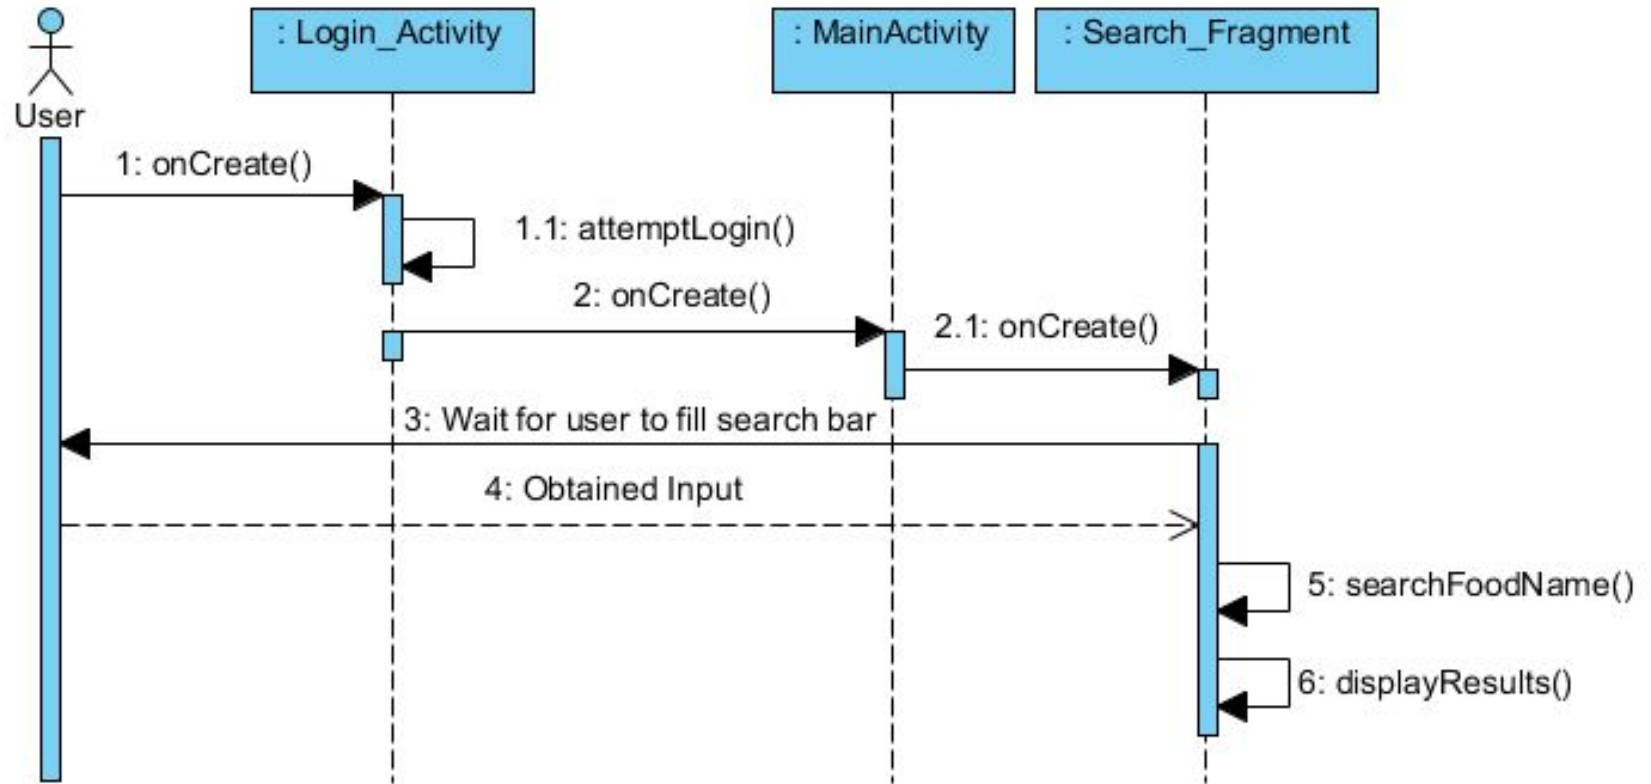 : Login_Activity
: MainActivity
: Search_Fragment
User
1: onCreate()
1.1: attemptLogin()
2: onCreate()
2.1: onCreate()
3: Wait for user to fill search bar
4: Obtained Input
5: searchFoodName()
6: displayResults()